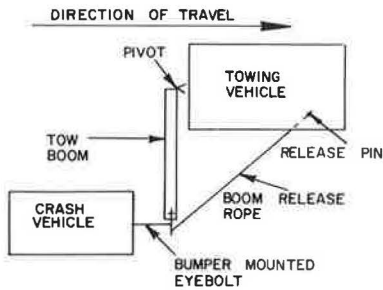 DIRECTION OF TRAVEL
PIVOT
TOWING
VEHICLE
TOW
BOOM
RELEASE PIN
BOOM RELEASE
ROPE
CRASH
VEHICLE
BUMPER MOUNTED
EYEBOLT